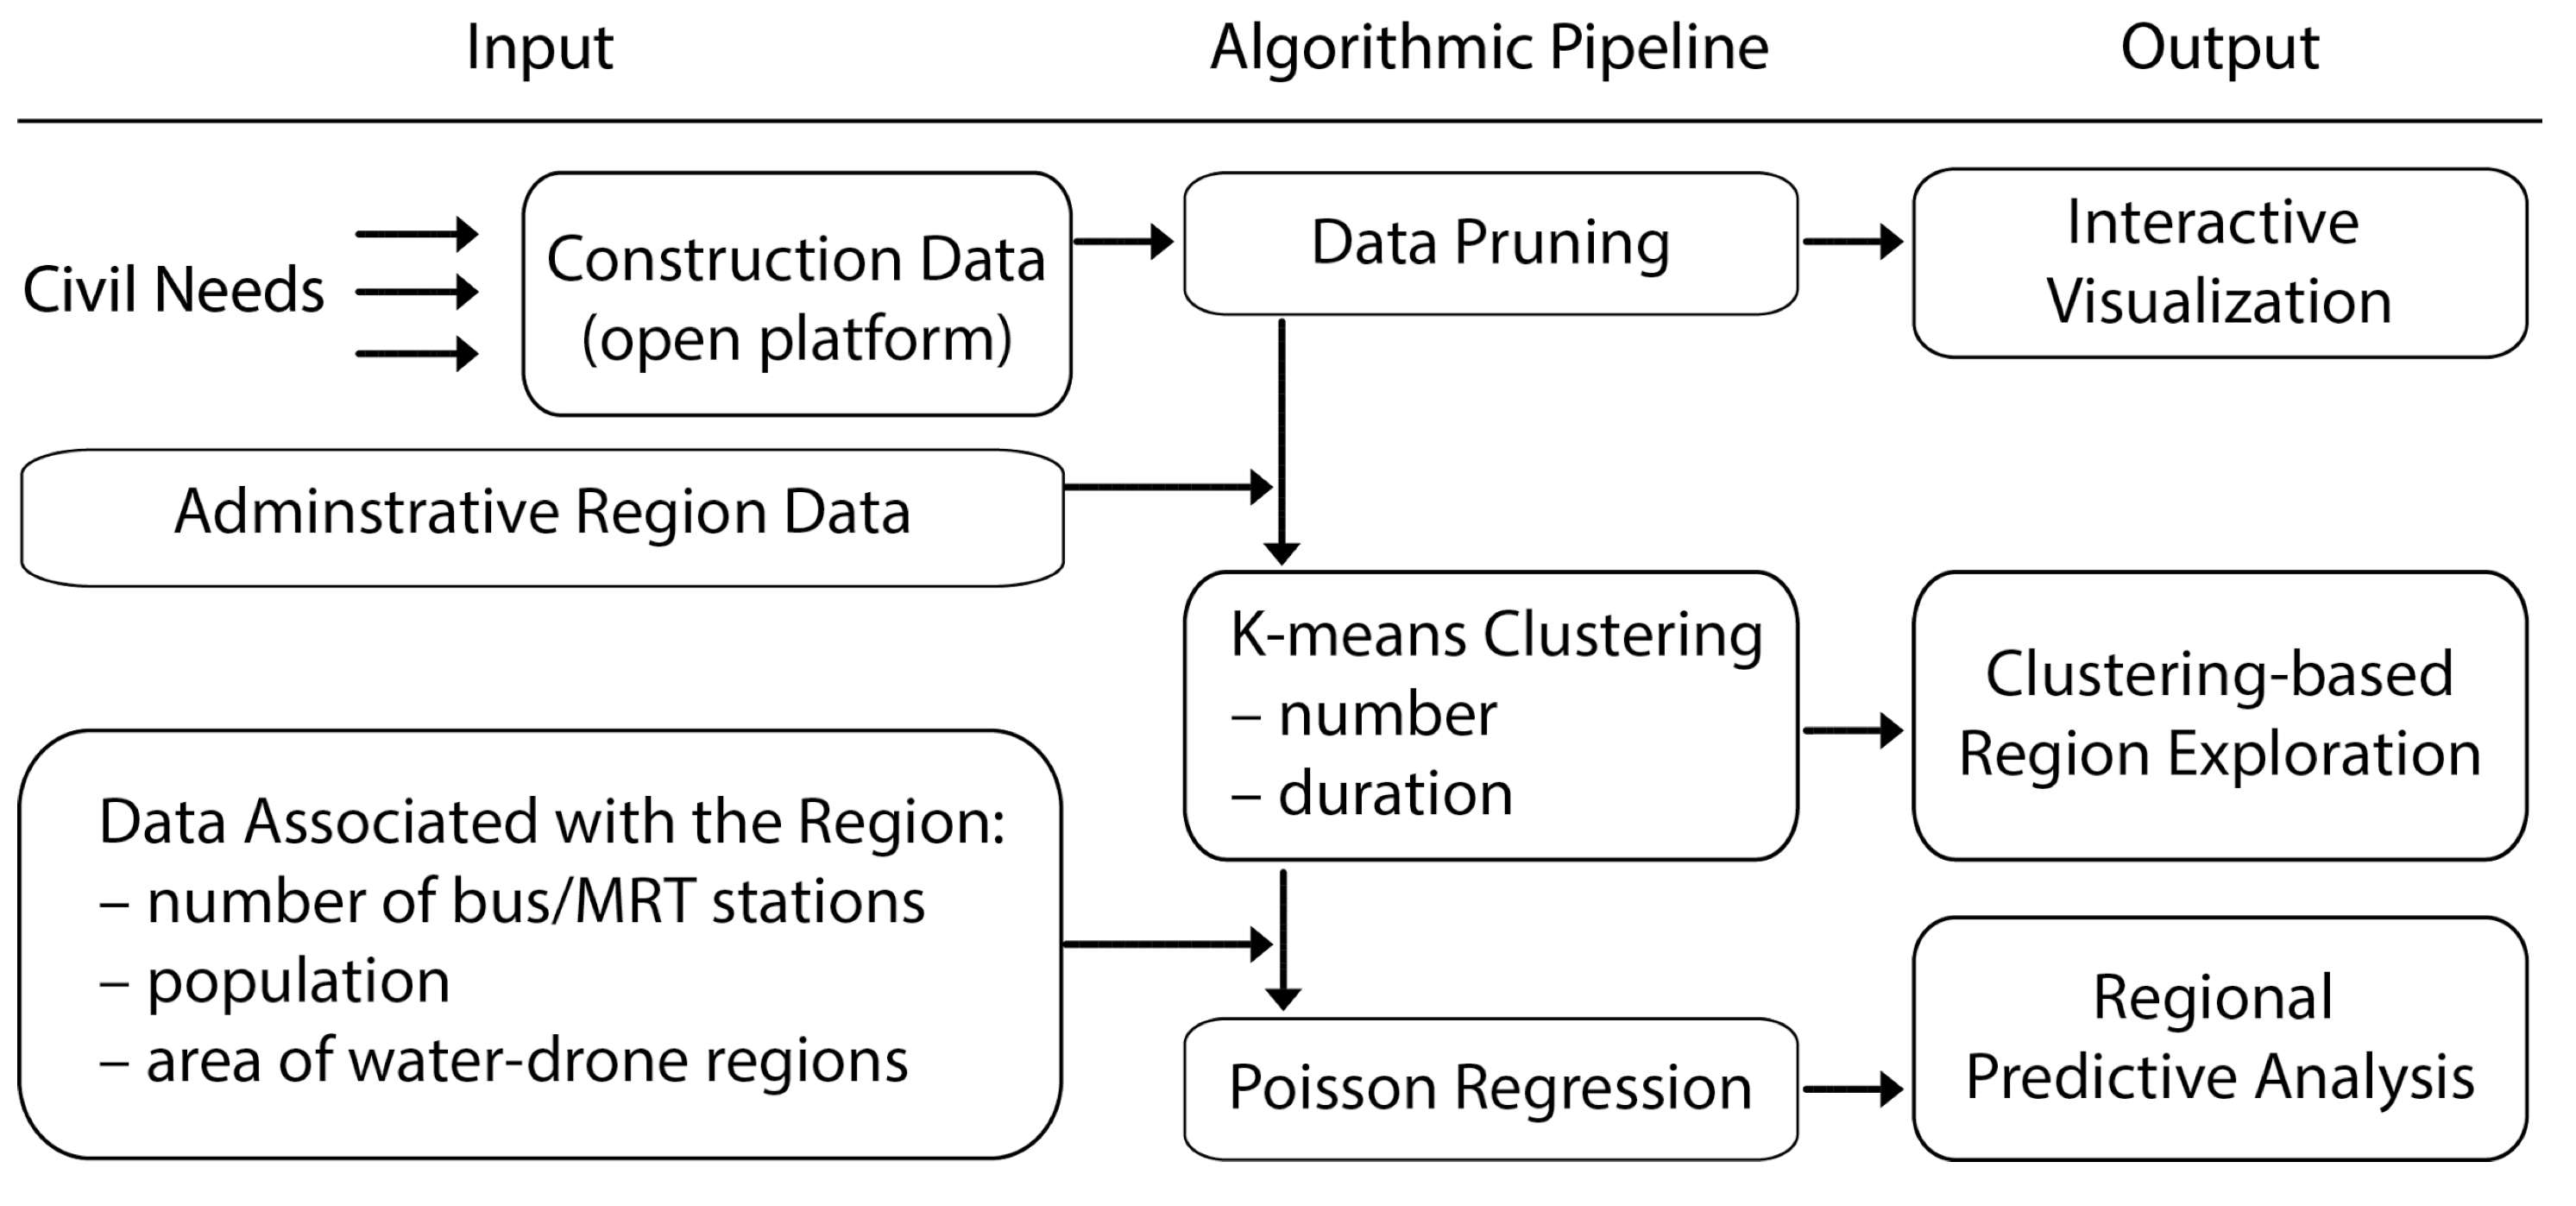 Input
Algorithmic Pipeline
Output
Civil Needs
Construction Data
(open platform)
Data Pruning
Interactive
Visualization
Adminstrative Region Data
K-means Clustering
– number
– duration
Clustering-based
Region Exploration
Data Associated with the Region:
– number of bus/MRT stations
– population
– area of water-drone regions
Poisson Regression
Regional
Predictive Analysis